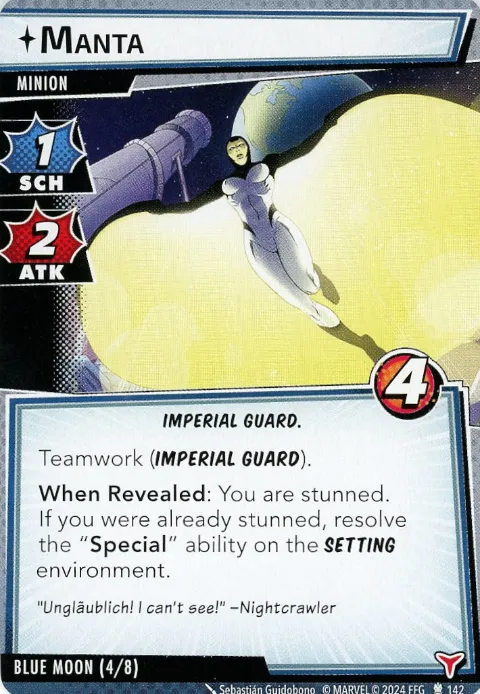 MANTA
MINION
1
SCH
2
ATK
4
IMPERIAL GUARD.
Teamwork (IMPERIAL GUARD).
When Revealed: You are stunned.
If you were already stunned, resolve
the “Special” ability on the SETTING
environment.
"Ungläublich! I can't see!" –Nightcrawler
BLUE MOON (4/8)
Sebastián Guidobono © MARVEL © 2024 FFG 142